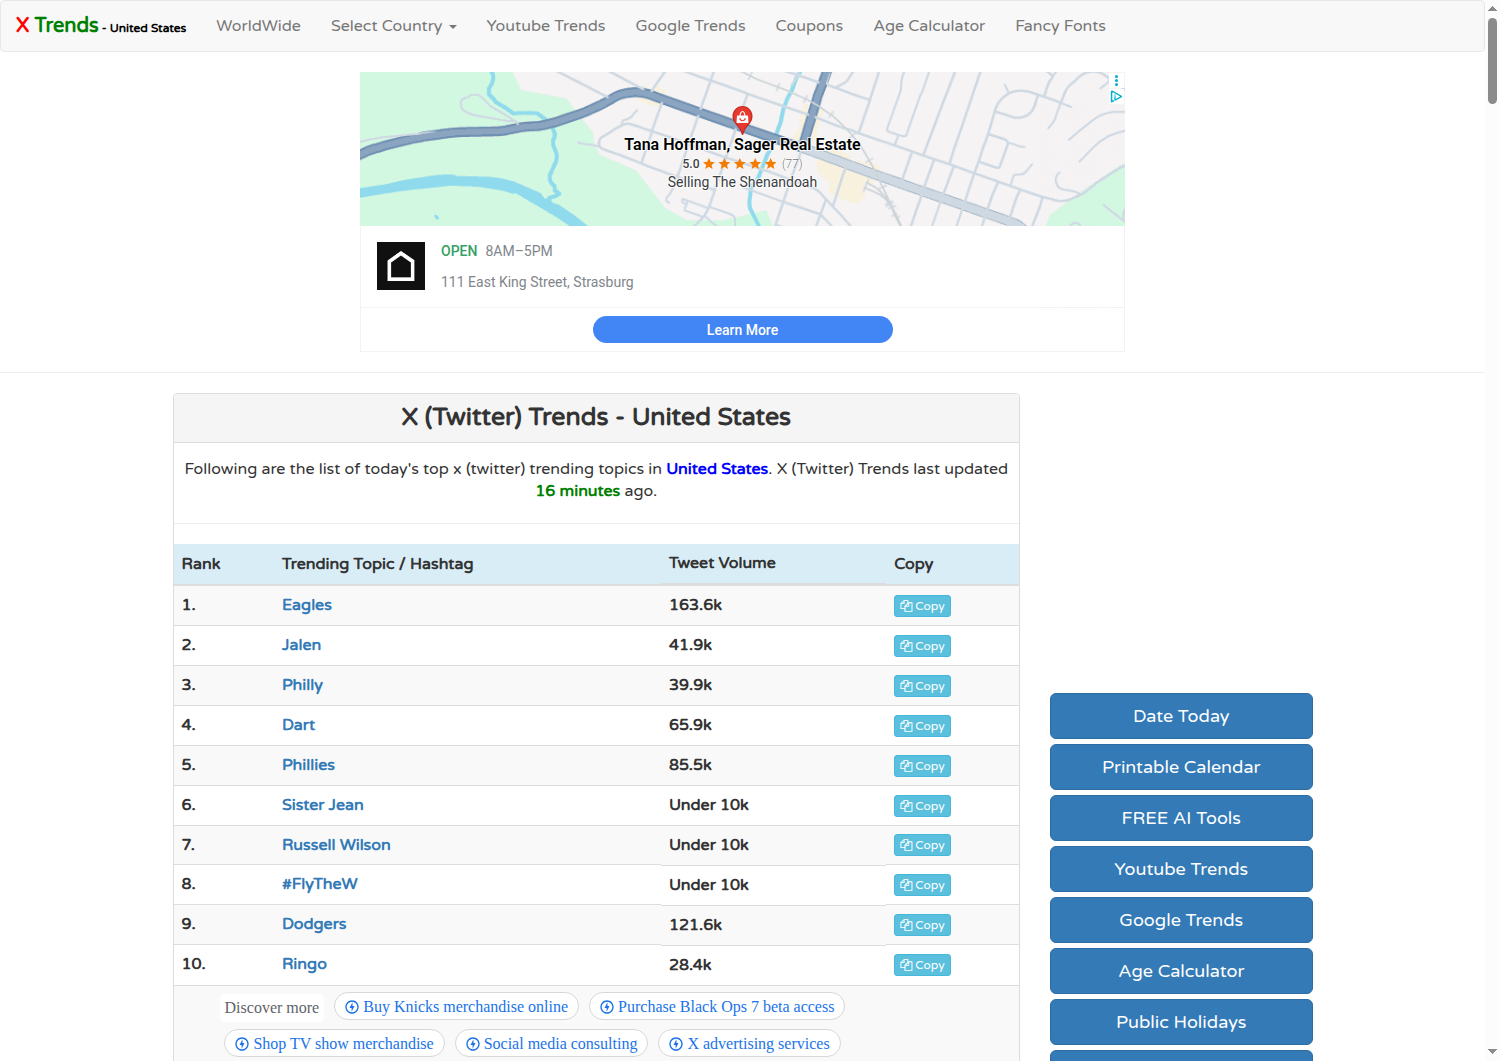 X Trends - United States
WorldWide
Select Country
Youtube Trends
Google Trends
Coupons
Age Calculator
Fancy Fonts
Tana Hoffman, Sager Real Estate
5.0 (77)
Selling The Shenandoah
OPEN 8AM–5PM
111 East King Street, Strasburg
Learn More
X (Twitter) Trends - United States
Following are the list of today's top x (twitter) trending topics in United States. X (Twitter) Trends last updated
16 minutes ago.
Rank Trending Topic / Hashtag Tweet Volume Copy
1. Eagles 163.6k Copy
2. Jalen 41.9k Copy
3. Philly 39.9k Copy
4. Dart 65.9k Copy
5. Phillies 85.5k Copy
6. Sister Jean Under 10k Copy
7. Russell Wilson Under 10k Copy
8. #FlyTheW Under 10k Copy
9. Dodgers 121.6k Copy
10. Ringo 28.4k Copy
Discover more
Buy Knicks merchandise online
Purchase Black Ops 7 beta access
Shop TV show merchandise
Social media consulting
X advertising services
Date Today
Printable Calendar
FREE AI Tools
Youtube Trends
Google Trends
Age Calculator
Public Holidays